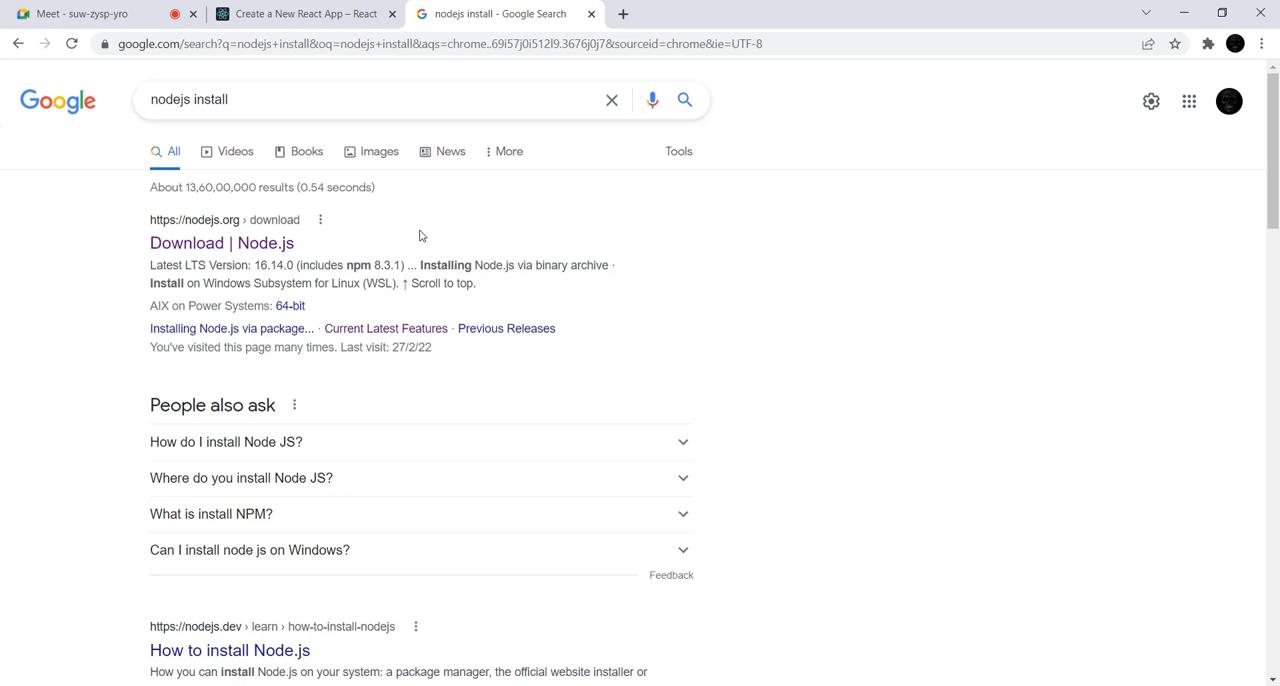 Meet - suw-zysp-yro
Create a New React App – React
nodejs install - Google Search
google.com/search?q=nodejs+install&oq=nodejs+install&aqs=chrome..69i57j0i512l9.3676j0j7&sourceid=chrome&ie=UTF-8
Google
nodejs install
All
Videos
Books
Images
News
More
Tools
About 13,60,00,000 results (0.54 seconds)
https://nodejs.org › download
Download | Node.js
Latest LTS Version: 16.14.0 (includes npm 8.3.1) ... Installing Node.js via binary archive ·
Install on Windows Subsystem for Linux (WSL). ↑ Scroll to top.
AIX on Power Systems: 64-bit
Installing Node.js via package... · Current Latest Features · Previous Releases
You've visited this page many times. Last visit: 27/2/22
People also ask
How do I install Node JS?
Where do you install Node JS?
What is install NPM?
Can I install node js on Windows?
Feedback
https://nodejs.dev › learn › how-to-install-nodejs
How to install Node.js
How you can install Node.js on your system: a package manager, the official website installer or